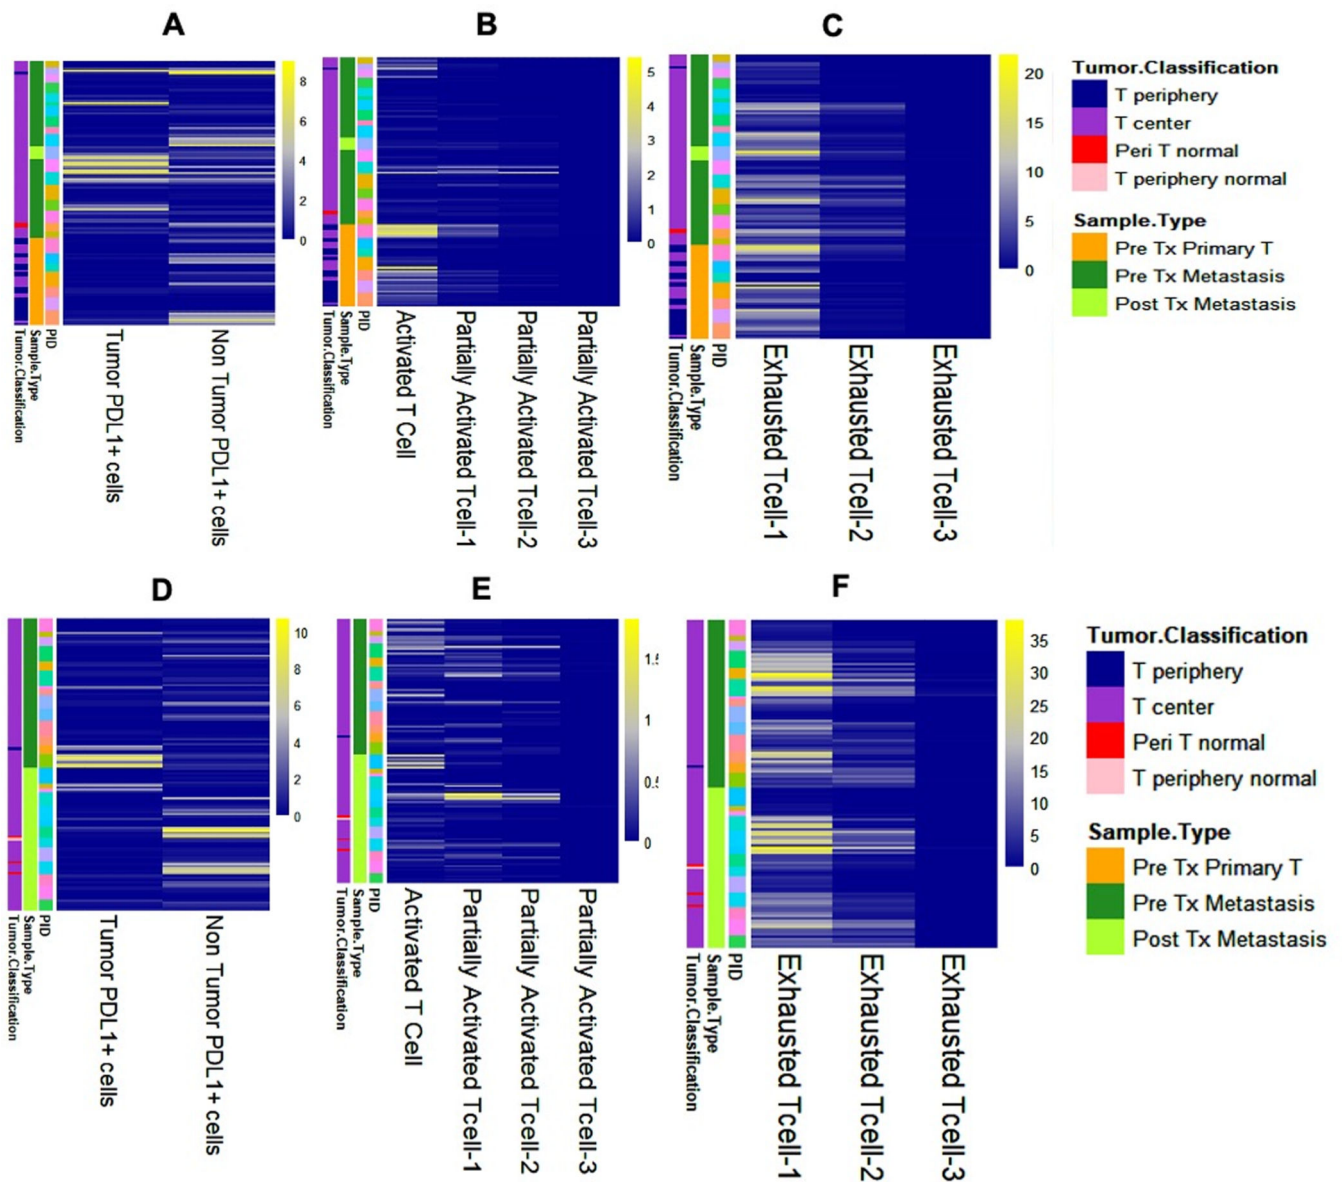 A
B
C
8
6
4
2
0
5
4
3
2
1
0
20
15
10
5
0
Tumor.Classification
T periphery
T center
Peri T normal
T periphery normal
Sample.Type
Pre Tx Primary T
Pre Tx Metastasis
Post Tx Metastasis
Tumor.Classification
Sample.Type
PID
Tumor PDL1+ cells
Non Tumor PDL1+ cells
Tumor.Classification
Sample.Type
PID
Activated T Cell
Partially Activated Tcell-1
Partially Activated Tcell-2
Partially Activated Tcell-3
Tumor.Classification
Sample.Type
PID
Exhausted Tcell-1
Exhausted Tcell-2
Exhausted Tcell-3
D
E
F
10
8
6
4
2
0
1
0
35
30
25
20
15
10
5
0
Tumor.Classification
T periphery
T center
Peri T normal
T periphery normal
Sample.Type
Pre Tx Primary T
Pre Tx Metastasis
Post Tx Metastasis
Tumor.Classification
Sample.Type
PID
Tumor PDL1+ cells
Non Tumor PDL1+ cells
Tumor.Classification
Sample.Type
PID
Activated T Cell
Partially Activated Tcell-1
Partially Activated Tcell-2
Partially Activated Tcell-3
Tumor.Classification
Sample.Type
PID
Exhausted Tcell-1
Exhausted Tcell-2
Exhausted Tcell-3